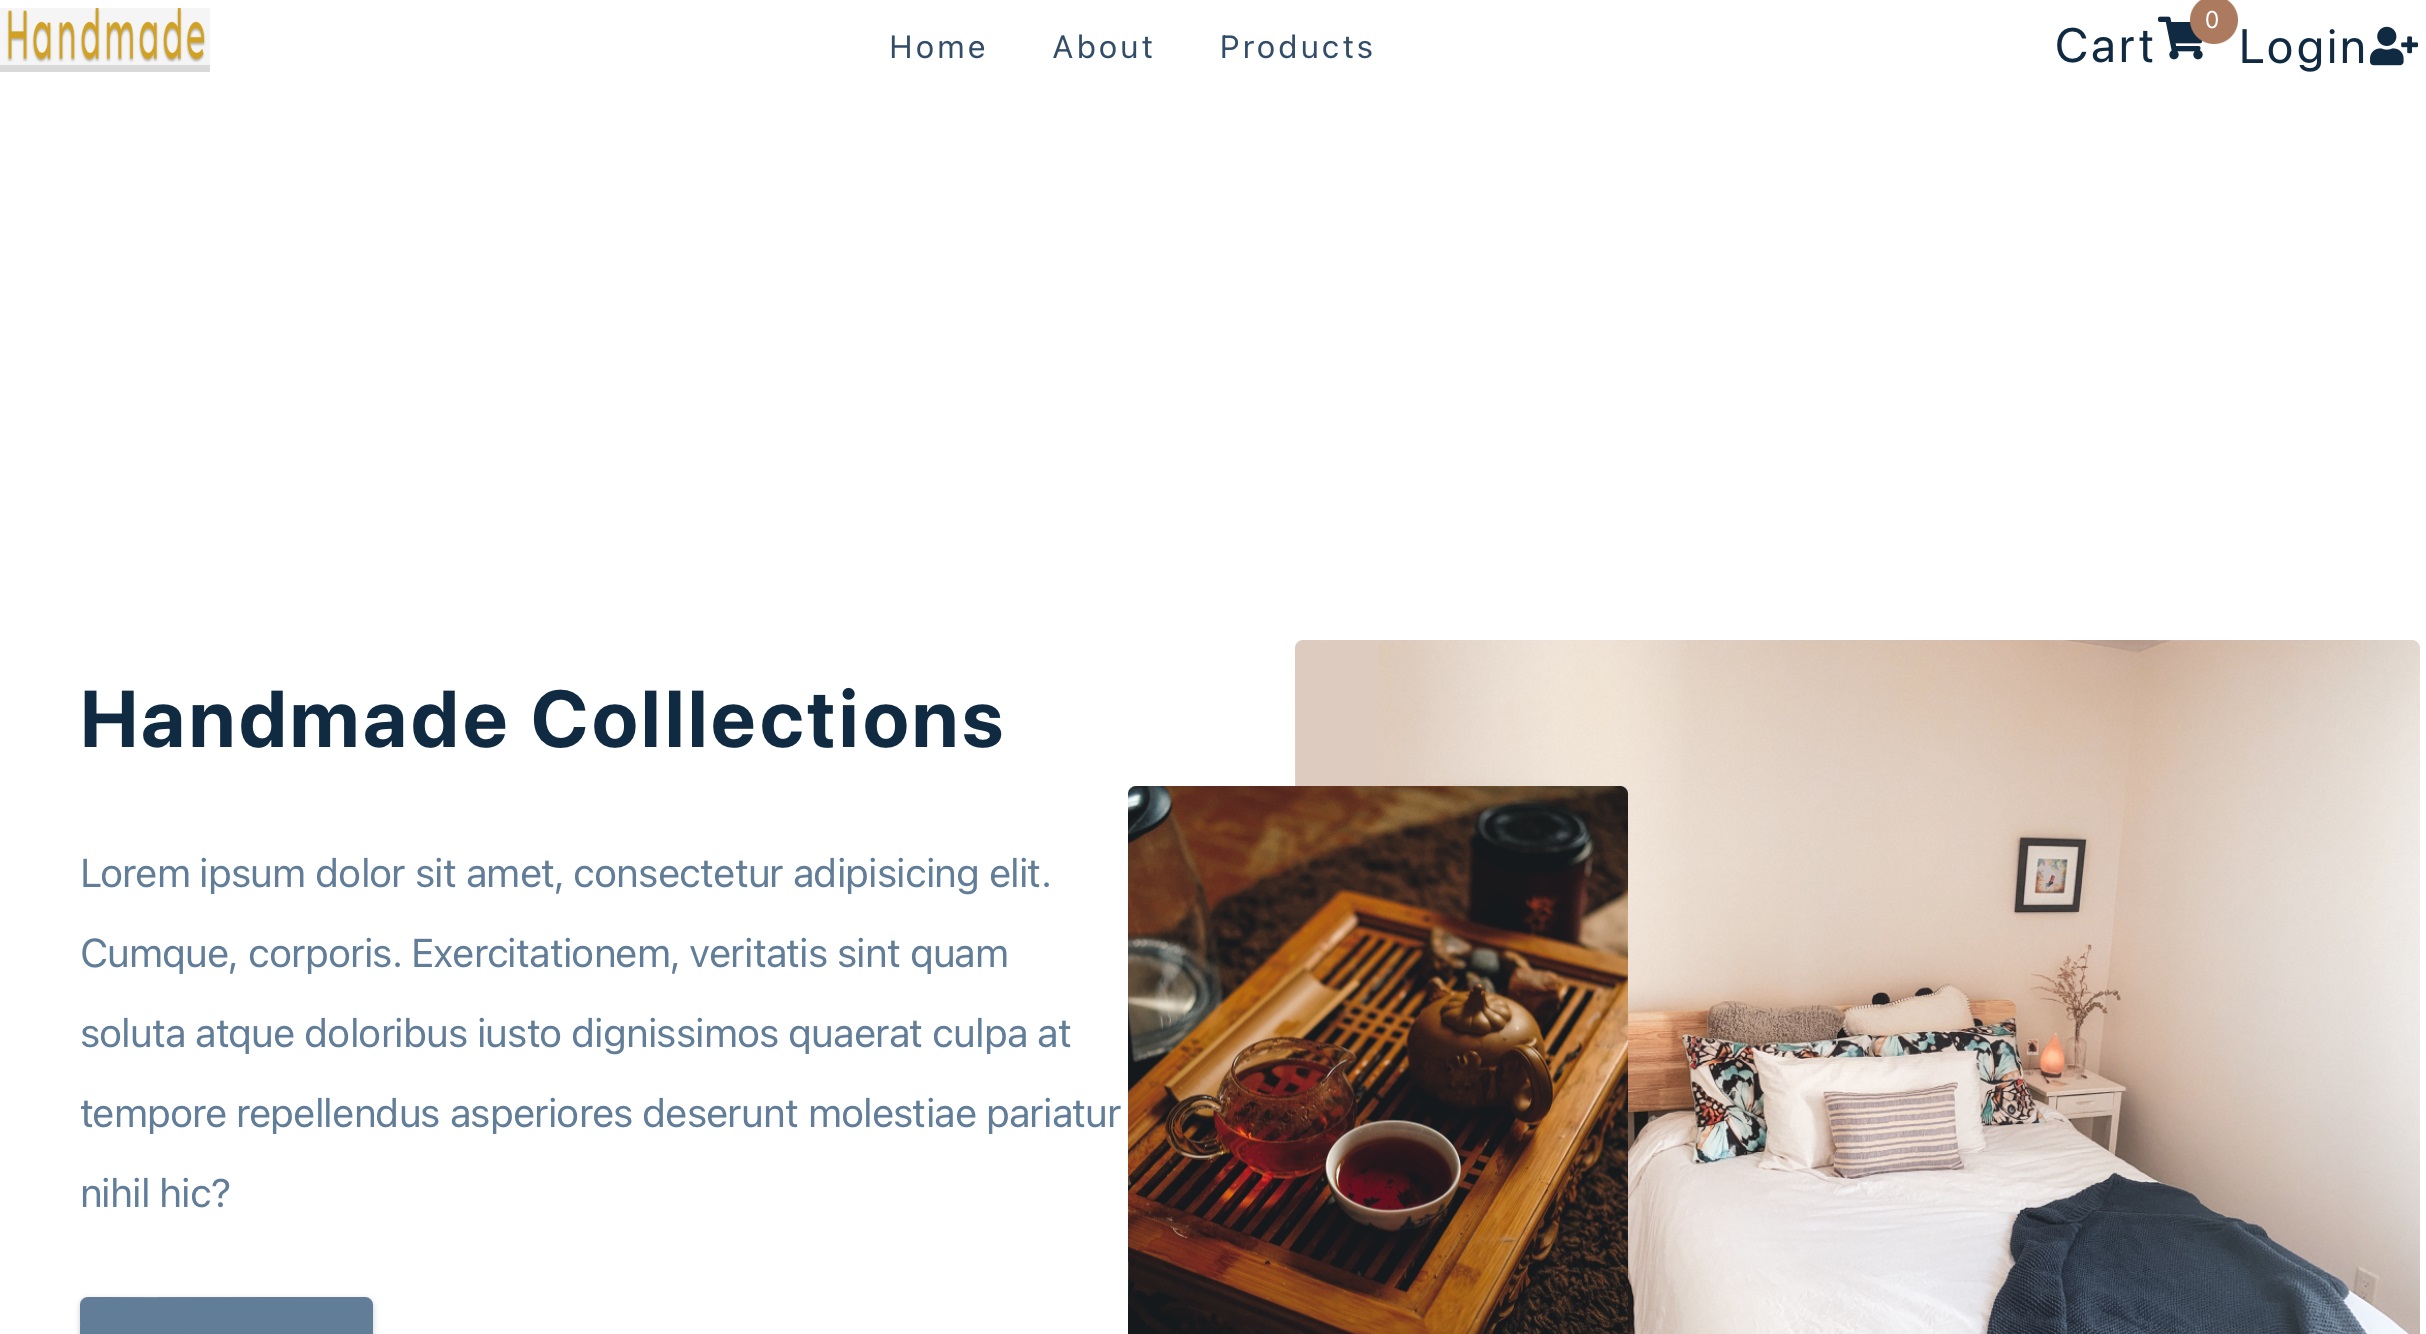 Handmade
Home About Products
Cart 0 Login
Handmade Colllections
Lorem ipsum dolor sit amet, consectetur adipisicing elit.
Cumque, corporis. Exercitationem, veritatis sint quam
soluta atque doloribus iusto dignissimos quaerat culpa at
tempore repellendus asperiores deserunt molestiae pariatur
nihil hic?